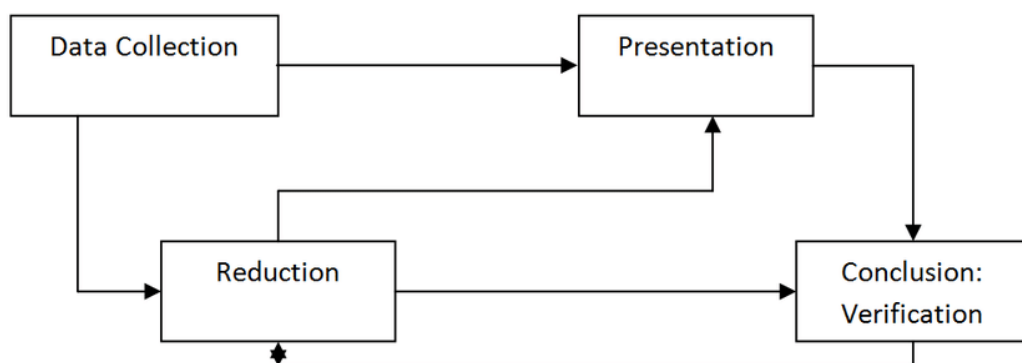 Data Collection
Presentation
Reduction
Conclusion:
Verification